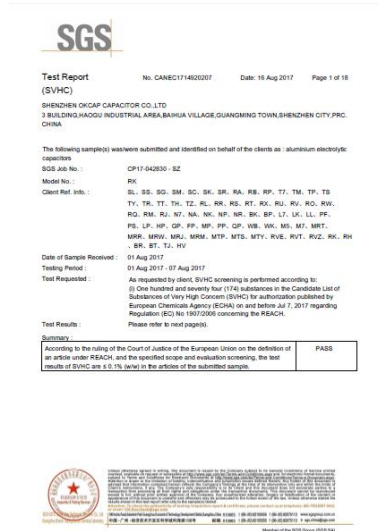 SGS
Test Report No. CANEC1714920207 Date: 16 Aug 2017 Page 1 of 18
(SVHC)
SHENZHEN OKCAP CAPACITOR CO.,LTD
3 BUILDING,HAOGU INDUSTRIAL AREA,BAIHUA VILLAGE,GUANGMING TOWN,SHENZHEN CITY,PRC.
CHINA
The following sample(s) was/were submitted and identified on behalf of the clients as : aluminium electrolytic
capacitors
SGS Job No. : CP17-042830 - SZ
Model No. : RK
Client Ref. Info. : SL、SS、SG、SM、SC、SK、SR、RA、RB、RP、T7、TM、TP、TS
TY、TR、TT、TH、TZ、RL、RR、RS、RT、RX、RU、RV、RO、RW、
RQ、RM、RJ、N7、NA、NK、NP、NR、BK、BP、L7、LK、LL、PF、
PS、LP、HP、QP、FP、MP、PP、QP、WB、WK、M5、M7、MRT、
MRR、MRW、MRJ、MRM、MTP、MTS、MTY、RVE、RVT、RVZ、RK、RH
、BR、BT、TJ、HV
Date of Sample Received : 01 Aug 2017
Testing Period : 01 Aug 2017 - 07 Aug 2017
Test Requested : As requested by client, SVHC screening is performed according to:
(i) One hundred and seventy four (174) substances in the Candidate List of
Substances of Very High Concern (SVHC) for authorization published by
European Chemicals Agency (ECHA) on and before Jul 7, 2017 regarding
Regulation (EC) No 1907/2006 concerning the REACH.
Test Results : Please refer to next page(s).
Summary :
According to the ruling of the Court of Justice of the European Union on the definition of PASS
an article under REACH, and the specified scope and evaluation screening, the test
results of SVHC are ≤ 0.1% (w/w) in the articles of the submitted sample.